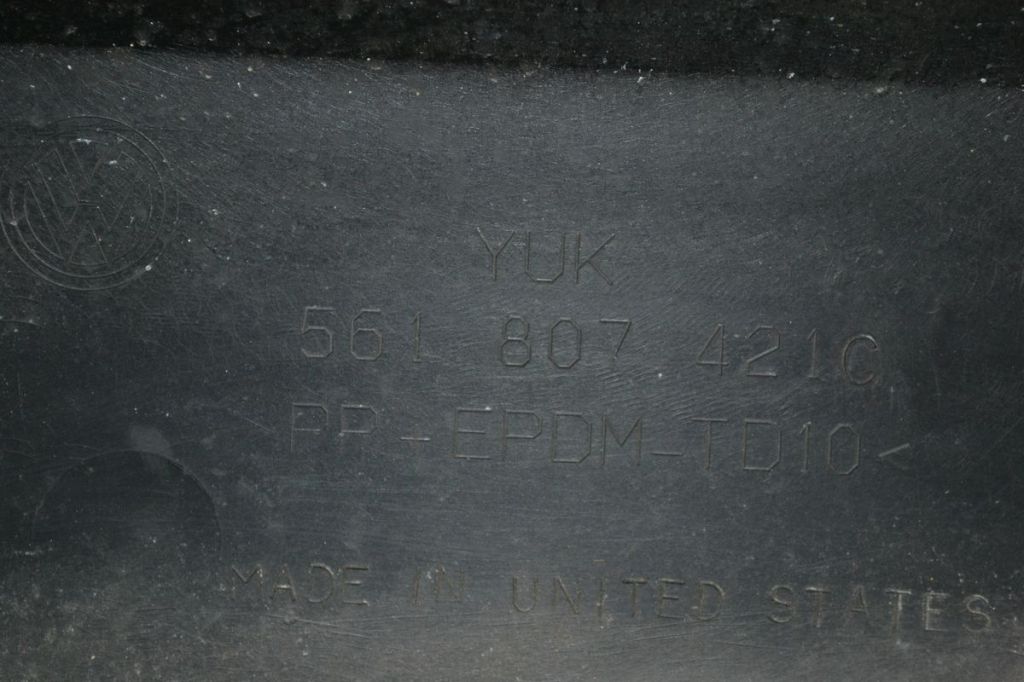 YUK
561 807 421C
PP-EPDM-TD10<
MADE IN UNITED STATES